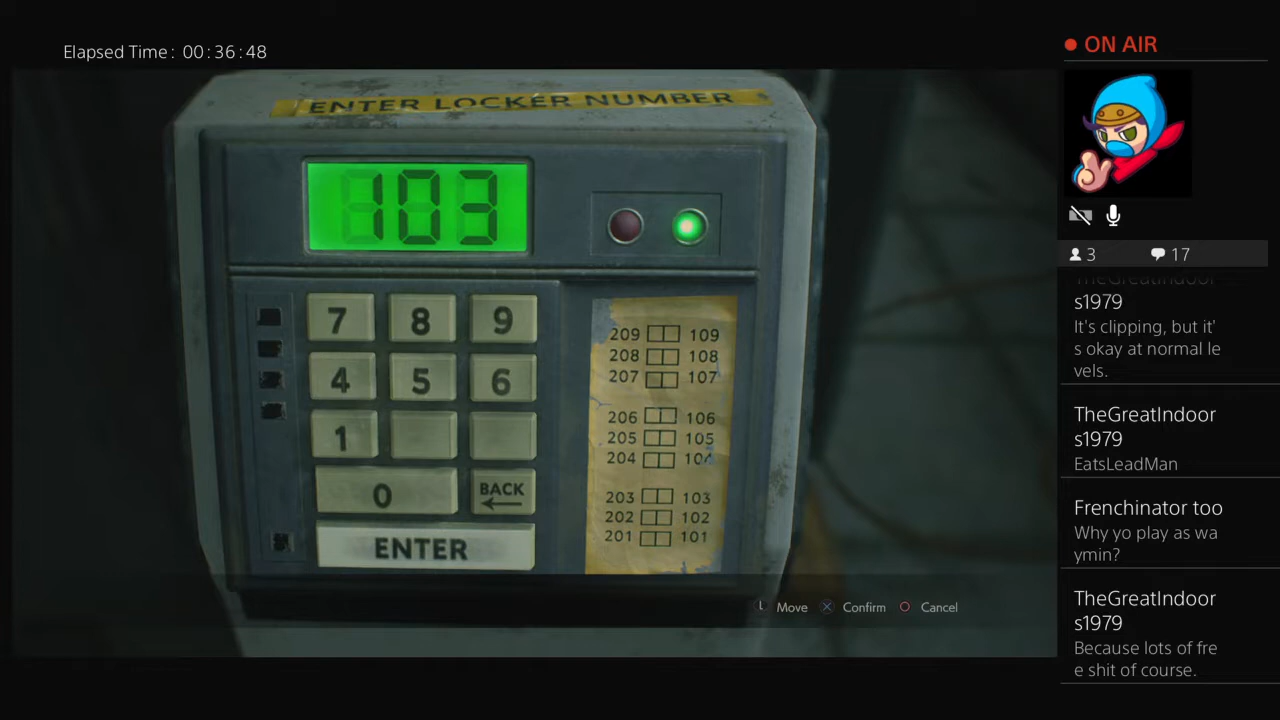 Elapsed Time: 00:36:48
ENTER LOCKER NUMBER
103
7 8 9
4 5 6
1
0 BACK
ENTER
209 109
208 108
207 107
206 106
205 105
204 104
203 103
202 102
201 101
Move Confirm Cancel
ON AIR
3 17
TheGreatIndoor
s1979
It's clipping, but it'
s okay at normal le
vels.
TheGreatIndoor
s1979
EatsLeadMan
Frenchinator too
Why yo play as wa
ymin?
TheGreatIndoor
s1979
Because lots of fre
e shit of course.